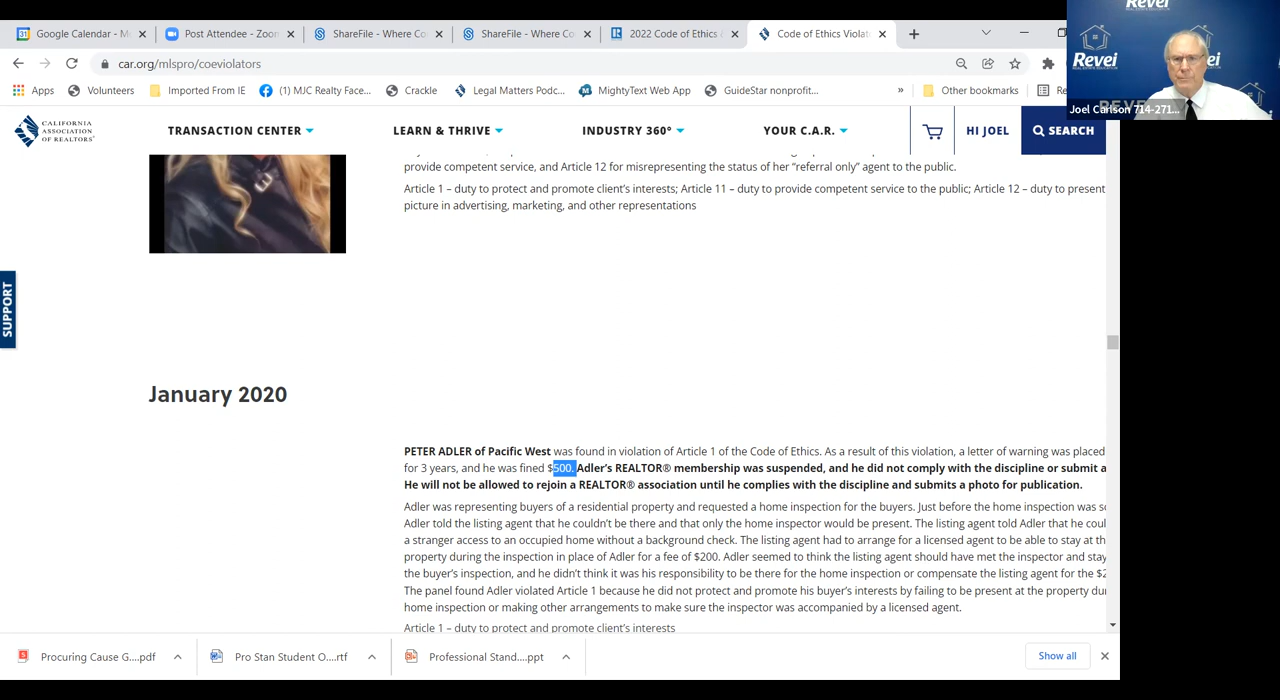 Google Calendar - M
Post Attendee - Zoom
ShareFile - Where Co
ShareFile - Where Co
2022 Code of Ethics &
Code of Ethics Violat
car.org/mlspro/coeviolators
Apps
Volunteers
Imported From IE
(1) MJC Realty Face...
Crackle
Legal Matters Podc...
MightyText Web App
GuideStar nonprofit...
»
Other bookmarks
Re
Revei
Revei
ei
Joel Carlson 714-271...
CALIFORNIA
ASSOCIATION
OF REALTORS®
TRANSACTION CENTER
LEARN & THRIVE
INDUSTRY 360°
YOUR C.A.R.
HI JOEL
SEARCH
provide competent service, and Article 12 for misrepresenting the status of her “referral only” agent to the public.
Article 1 – duty to protect and promote client’s interests; Article 11 – duty to provide competent service to the public; Article 12 – duty to present
picture in advertising, marketing, and other representations
SUPPORT
January 2020
PETER ADLER of Pacific West was found in violation of Article 1 of the Code of Ethics. As a result of this violation, a letter of warning was placed
for 3 years, and he was fined $500. Adler’s REALTOR® membership was suspended, and he did not comply with the discipline or submit a
He will not be allowed to rejoin a REALTOR® association until he complies with the discipline and submits a photo for publication.
Adler was representing buyers of a residential property and requested a home inspection for the buyers. Just before the home inspection was sc
Adler told the listing agent that he couldn’t be there and that only the home inspector would be present. The listing agent told Adler that he coul
a stranger access to an occupied home without a background check. The listing agent had to arrange for a licensed agent to be able to stay at th
property during the inspection in place of Adler for a fee of $200. Adler seemed to think the listing agent should have met the inspector and stay
the buyer’s inspection, and he didn’t think it was his responsibility to be there for the home inspection or compensate the listing agent for the $2
The panel found Adler violated Article 1 because he did not protect and promote his buyer’s interests by failing to be present at the property du
home inspection or making other arrangements to make sure the inspector was accompanied by a licensed agent.
Article 1 – duty to protect and promote client’s interests
Procuring Cause G....pdf
Pro Stan Student O....rtf
Professional Stand....ppt
Show all